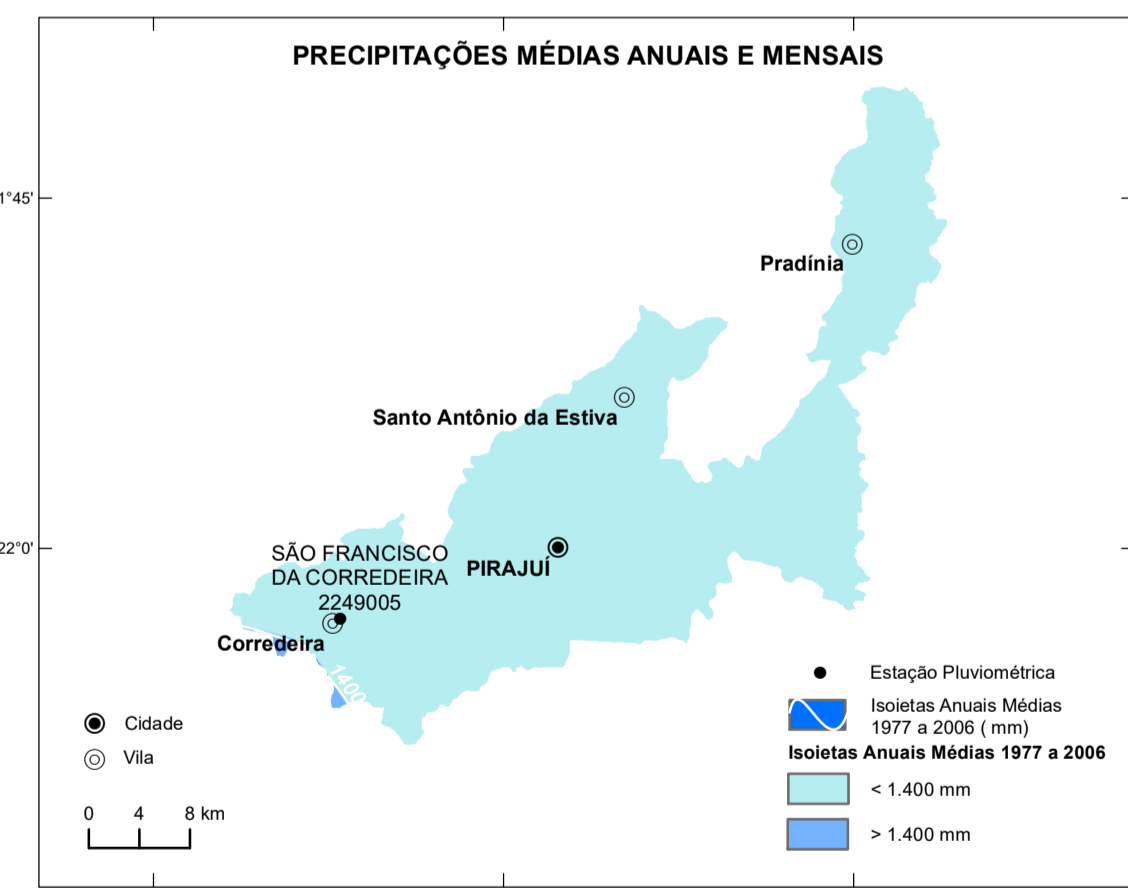 PRECIPITAÇÕES MÉDIAS ANUAIS E MENSAIS
1°45'
Pradínia
Santo Antônio da Estiva
22°0'
SÃO FRANCISCO
DA CORREDEIRA
2249005
PIRAJUÍ
Corredeira
1400
Estação Pluviométrica
Isoietas Anuais Médias
1977 a 2006 ( mm)
Isoietas Anuais Médias 1977 a 2006
< 1.400 mm
> 1.400 mm
Cidade
Vila
0 4 8 km